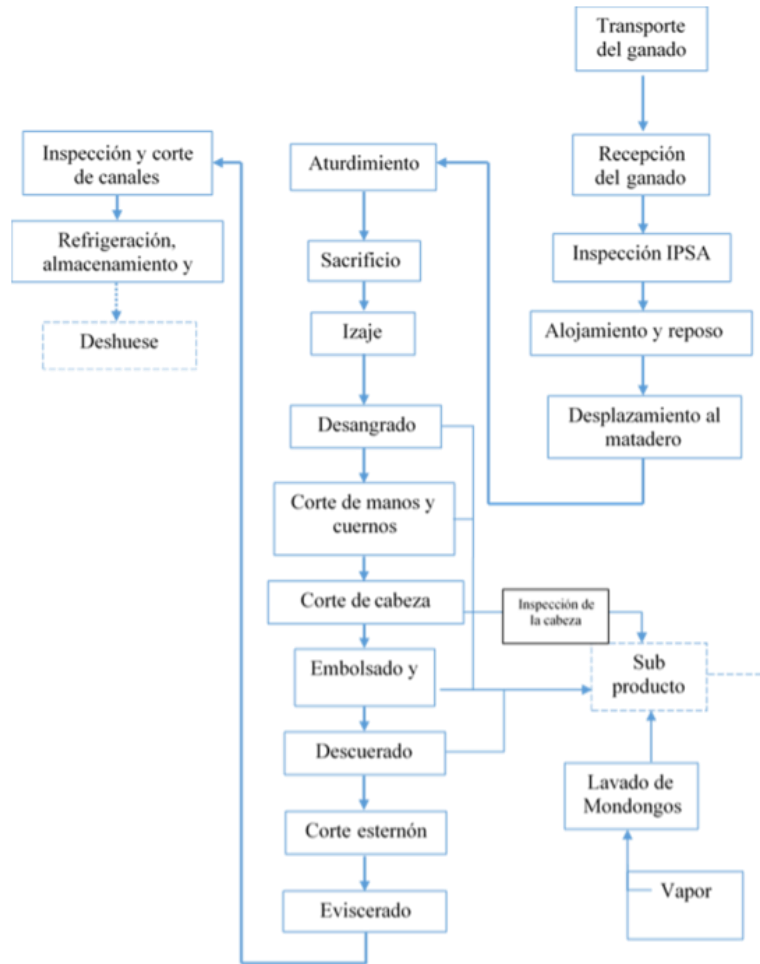 Transporte
del ganado
Recepción
del ganado
Inspección IPSA
Alojamiento y reposo
Desplazamiento al
matadero
Aturdimiento
Sacrificio
Izaje
Desangrado
Corte de manos y
cuernos
Corte de cabeza
Inspección de
la cabeza
Embolsado y
Descuerado
Corte esternón
Eviscerado
Sub
producto
Lavado de
Mondongos
Vapor
Inspección y corte
de canales
Refrigeración,
almacenamiento y
Deshuese